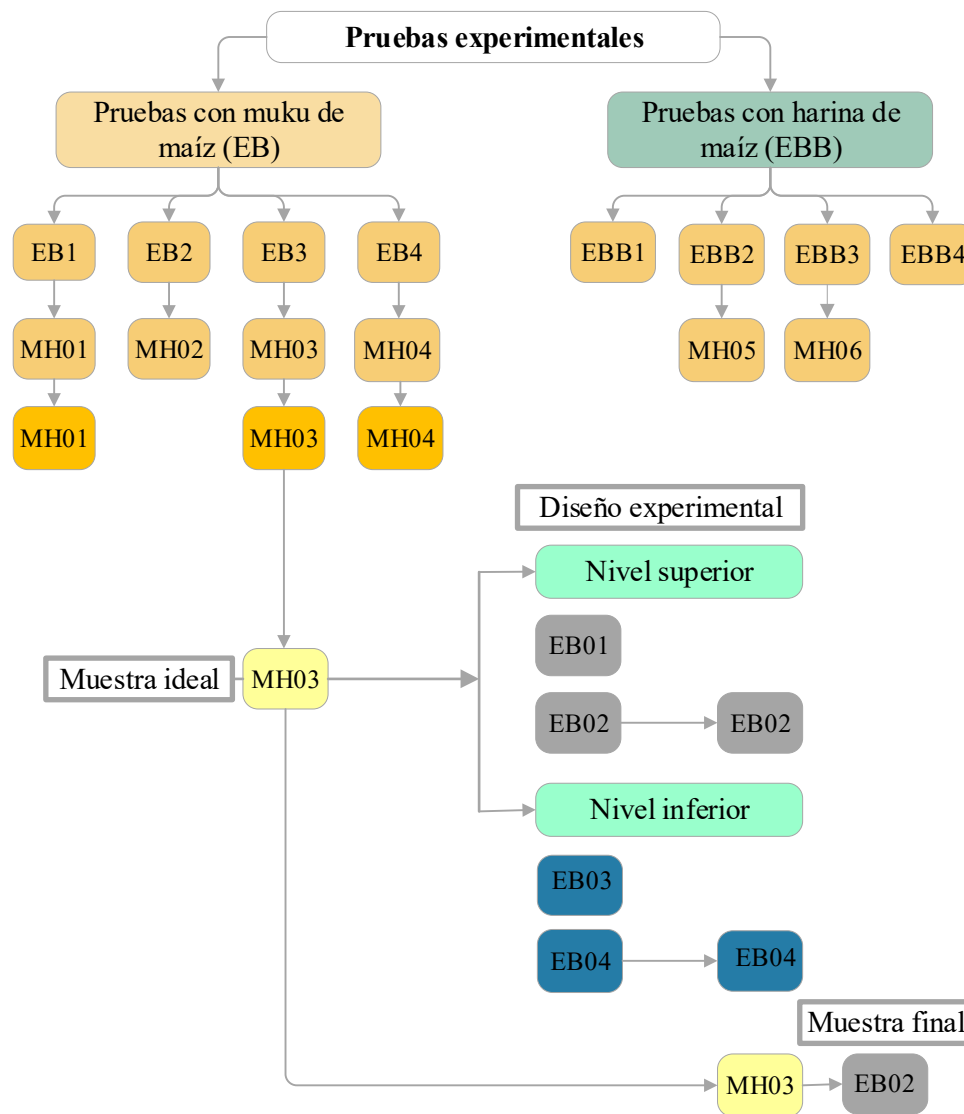 Pruebas experimentales
Pruebas con muku de
maíz (EB)
Pruebas con harina de
maíz (EBB)
EB1
EB2
EB3
EB4
EBB1
EBB2
EBB3
EBB4
MH01
MH02
MH03
MH04
MH05
MH06
MH01
MH03
MH04
Diseño experimental
Nivel superior
EB01
Muestra ideal
MH03
EB02
EB02
Nivel inferior
EB03
EB04
EB04
Muestra final
MH03
EB02